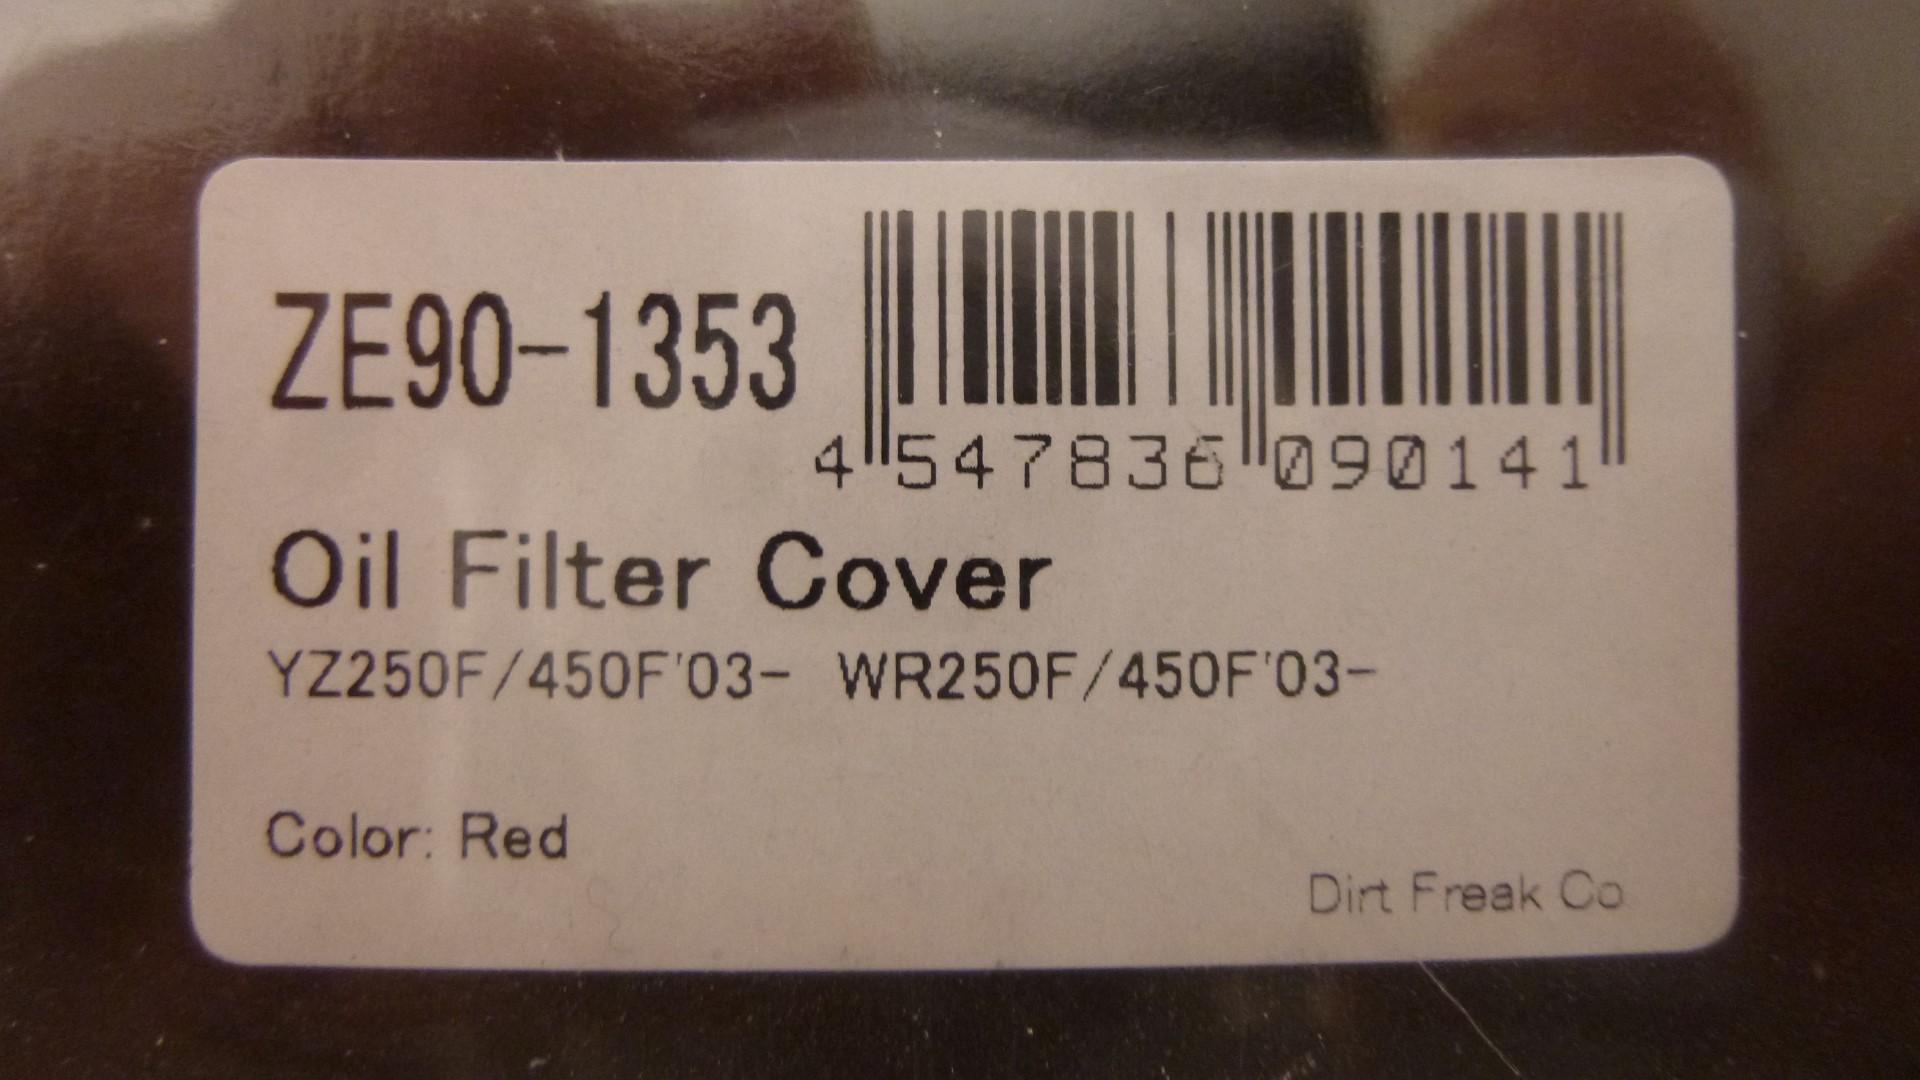 ZE90-1353
4 547836 090141
Oil Filter Cover
YZ250F/450F'03- WR250F/450F'03-
Color: Red
Dirt Freak Co